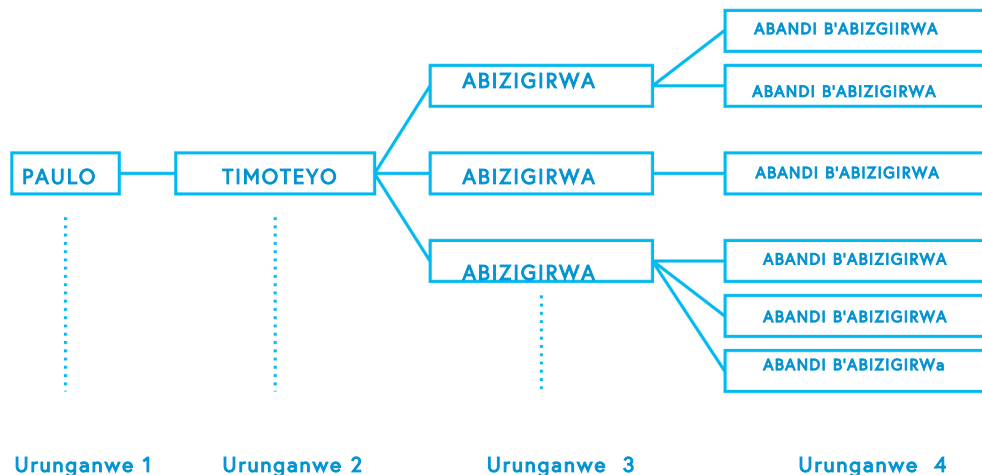 ABANDI B'ABIZGIIRWA
ABIZIGIRWA
ABANDI B'ABIZIGIRWA
PAULO
TIMOTEYO
ABIZIGIRWA
ABANDI B'ABIZIGIRWA
ABIZIGIRWA
ABANDI B'ABIZIGIRWA
ABANDI B'ABIZIGIRWA
ABANDI B'ABIZIGIRWa
Urunganwe 1
Urunganwe 2
Urunganwe 3
Urunganwe 4